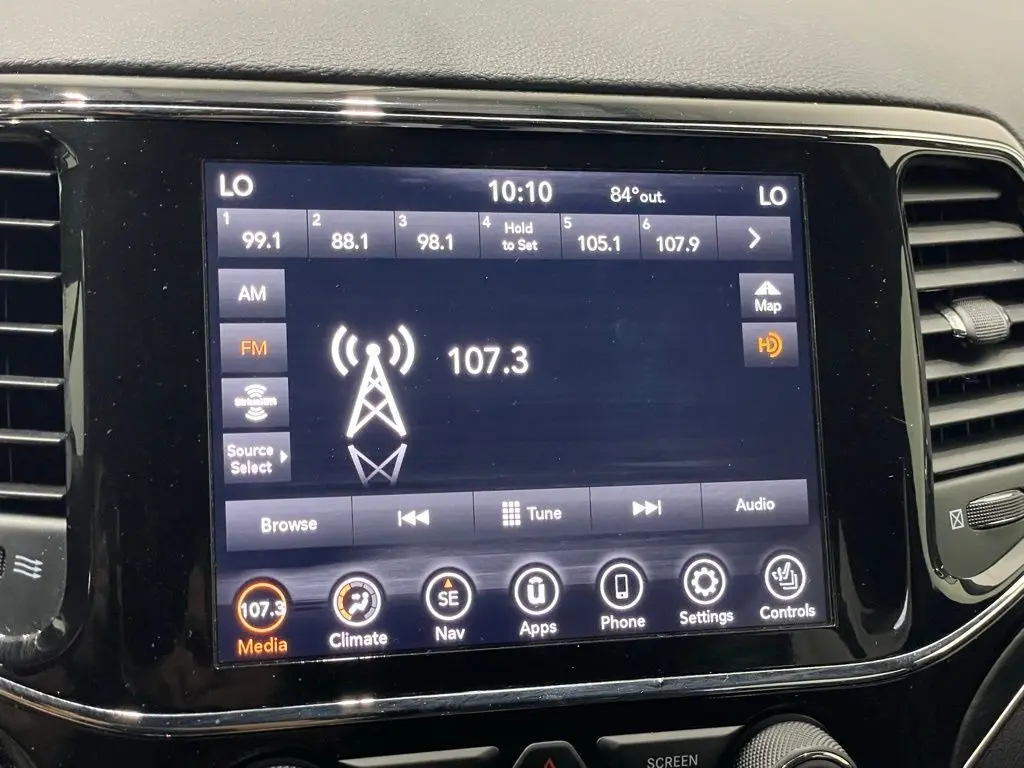 LO 10:10 84°out. LO
1 99.1 2 88.1 3 98.1 4 Hold to Set 5 105.1 6 107.9
AM
Map
FM
HD
107.3
SiriusXM
Source
Select
Browse Tune Audio
107.3 SE
Media Climate Nav Apps Phone Settings Controls
SCREEN